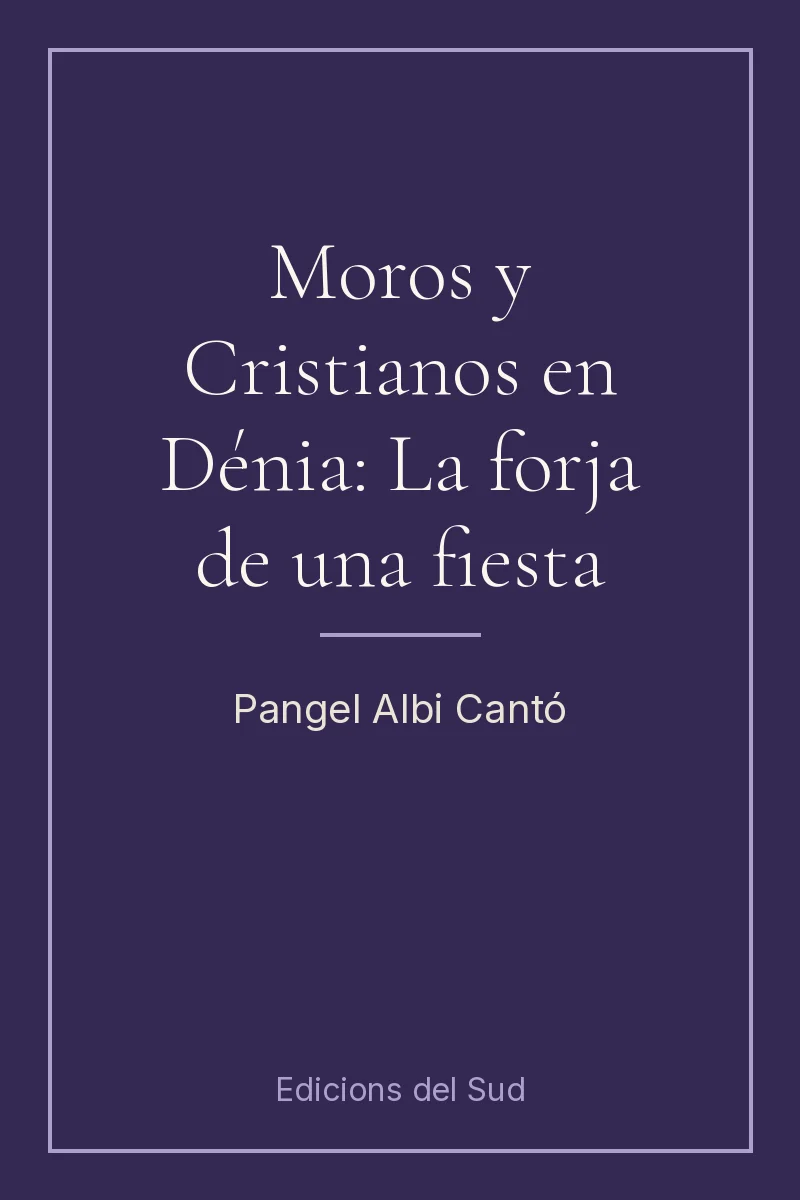 Moros y
Cristianos en
Dénia: La forja
de una fiesta
Pangel Albi Cantó
Edicions del Sud